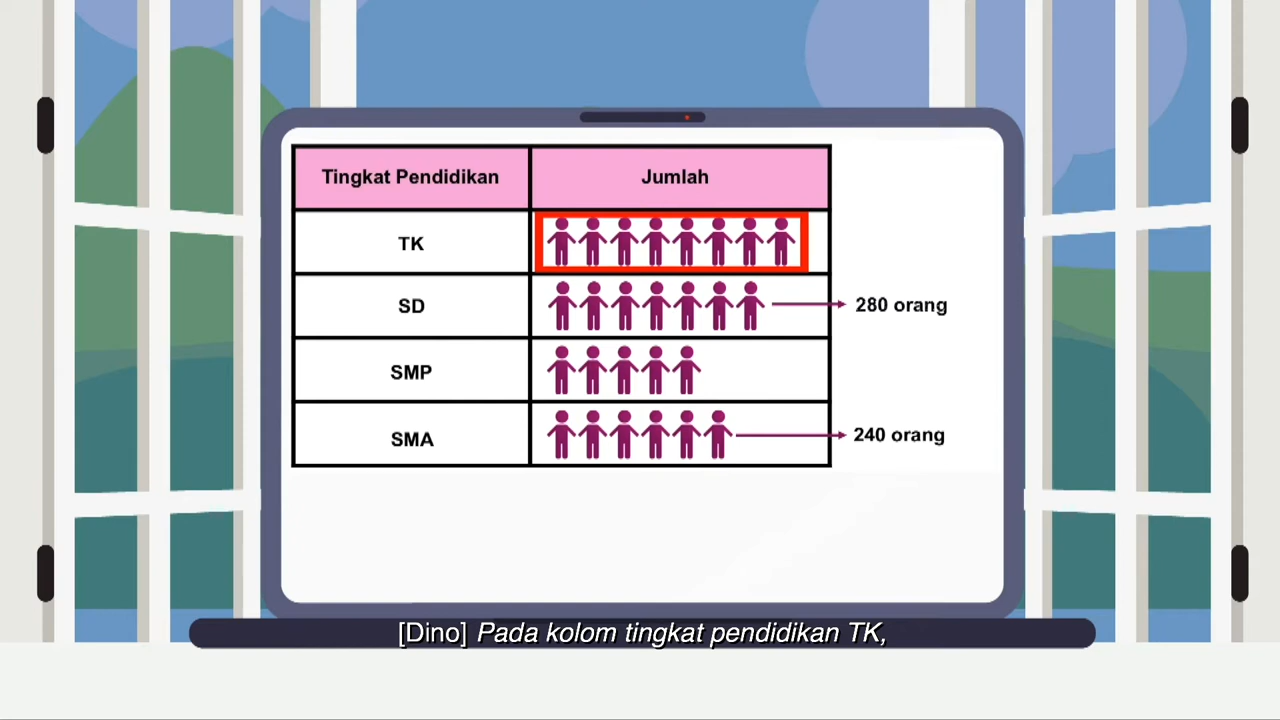 Tingkat Pendidikan Jumlah
TK
SD 280 orang
SMP
SMA 240 orang
[Dino] Pada kolom tingkat pendidikan TK,